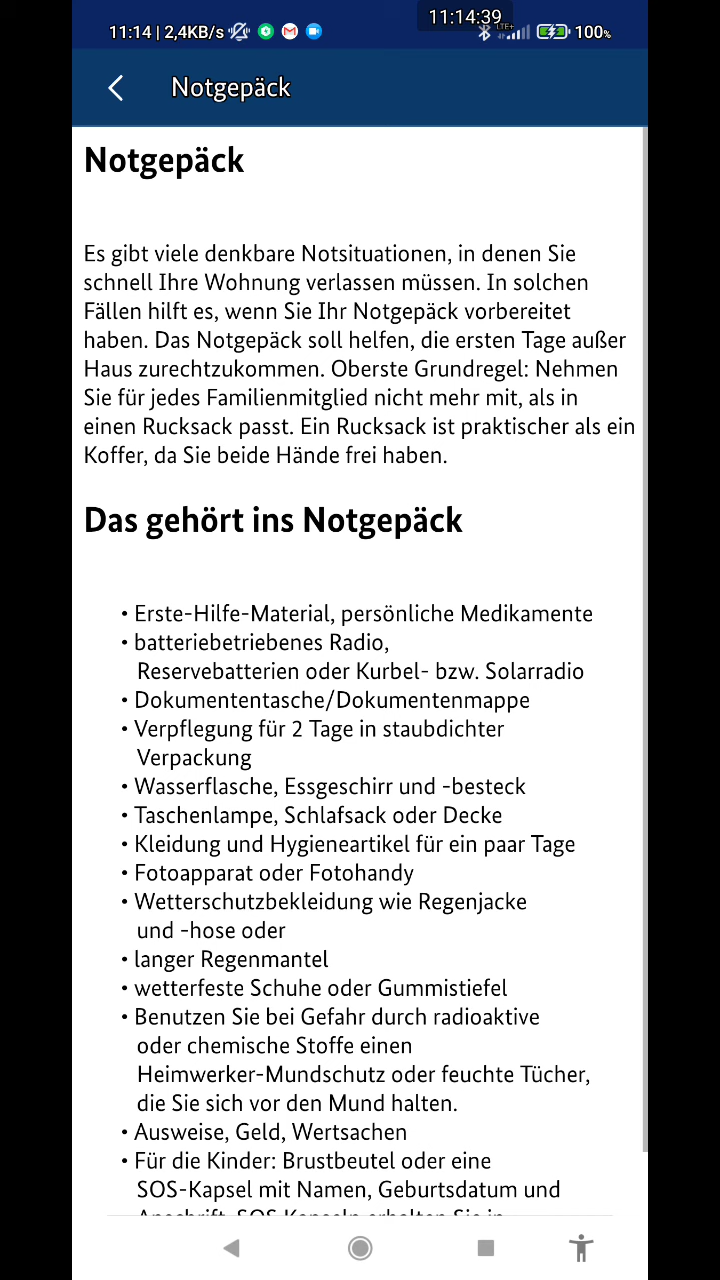 11:14:39
11:14 | 2,4KB/s LTE+ 100%
Notgepäck
Notgepäck
Es gibt viele denkbare Notsituationen, in denen Sie
schnell Ihre Wohnung verlassen müssen. In solchen
Fällen hilft es, wenn Sie Ihr Notgepäck vorbereitet
haben. Das Notgepäck soll helfen, die ersten Tage außer
Haus zurechtzukommen. Oberste Grundregel: Nehmen
Sie für jedes Familienmitglied nicht mehr mit, als in
einen Rucksack passt. Ein Rucksack ist praktischer als ein
Koffer, da Sie beide Hände frei haben.
Das gehört ins Notgepäck
• Erste-Hilfe-Material, persönliche Medikamente
• batteriebetriebenes Radio,
Reservebatterien oder Kurbel- bzw. Solarradio
• Dokumententasche/Dokumentenmappe
• Verpflegung für 2 Tage in staubdichter
Verpackung
• Wasserflasche, Essgeschirr und -besteck
• Taschenlampe, Schlafsack oder Decke
• Kleidung und Hygieneartikel für ein paar Tage
• Fotoapparat oder Fotohandy
• Wetterschutzbekleidung wie Regenjacke
und -hose oder
• langer Regenmantel
• wetterfeste Schuhe oder Gummistiefel
• Benutzen Sie bei Gefahr durch radioaktive
oder chemische Stoffe einen
Heimwerker-Mundschutz oder feuchte Tücher,
die Sie sich vor den Mund halten.
• Ausweise, Geld, Wertsachen
• Für die Kinder: Brustbeutel oder eine
SOS-Kapsel mit Namen, Geburtsdatum und